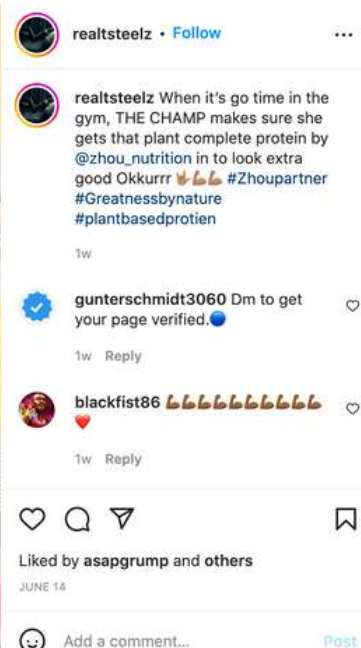 realtsteelz • Follow
realtsteelz When it's go time in the
gym, THE CHAMP makes sure she
gets that plant complete protein by
@zhou_nutrition in to look extra
good Okkurrr 🤟🏽💪🏽💪🏽 #Zhoupartner
#Greatnessbynature
#plantbasedprotien
1w
gunterschmidt3060 Dm to get
your page verified.🔵
1w Reply
blackfist86 💪🏾💪🏾💪🏾💪🏾💪🏾💪🏾💪🏾💪🏾💪🏾💪🏾
❤️
1w Reply
Liked by asapgrump and others
JUNE 14
Add a comment... Post